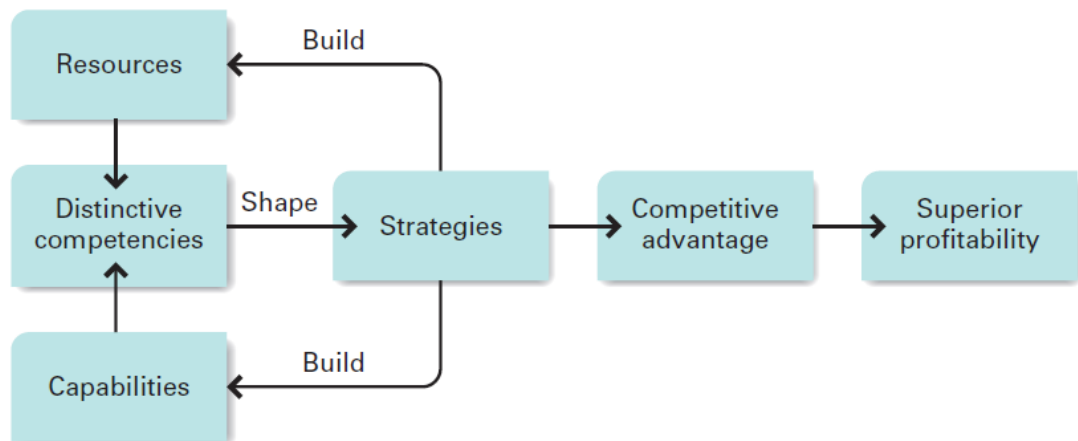 Build
Resources
Distinctive
competencies
Shape
Strategies
Competitive
advantage
Superior
profitability
Build
Capabilities